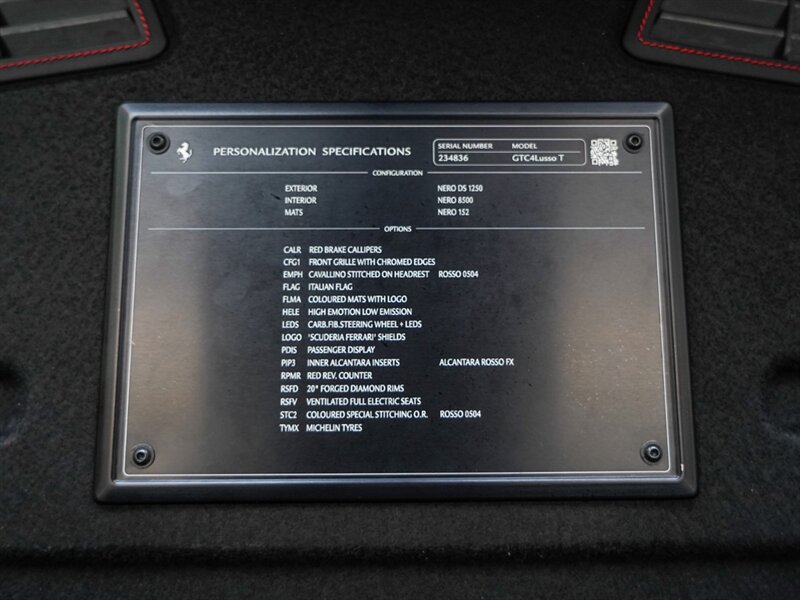 PERSONALIZATION SPECIFICATIONS
SERIAL NUMBER MODEL
234836 GTC4Lusso T
CONFIGURATION
EXTERIOR NERO DS 1250
INTERIOR NERO 8500
MATS NERO 152
OPTIONS
CALR RED BRAKE CALLIPERS
CFG1 FRONT GRILLE WITH CHROMED EDGES
EMPH CAVALLINO STITCHED ON HEADREST ROSSO 0504
FLAG ITALIAN FLAG
FLMA COLOURED MATS WITH LOGO
HELE HIGH EMOTION LOW EMISSION
LEDS CARB.FIB.STEERING WHEEL + LEDS
LOGO 'SCUDERIA FERRARI' SHIELDS
PDIS PASSENGER DISPLAY
PIP3 INNER ALCANTARA INSERTS ALCANTARA ROSSO FX
RPMR RED REV. COUNTER
RSFD 20" FORGED DIAMOND RIMS
RSFV VENTILATED FULL ELECTRIC SEATS
STC2 COLOURED SPECIAL STITCHING O.R. ROSSO 0504
TYMX MICHELIN TYRES